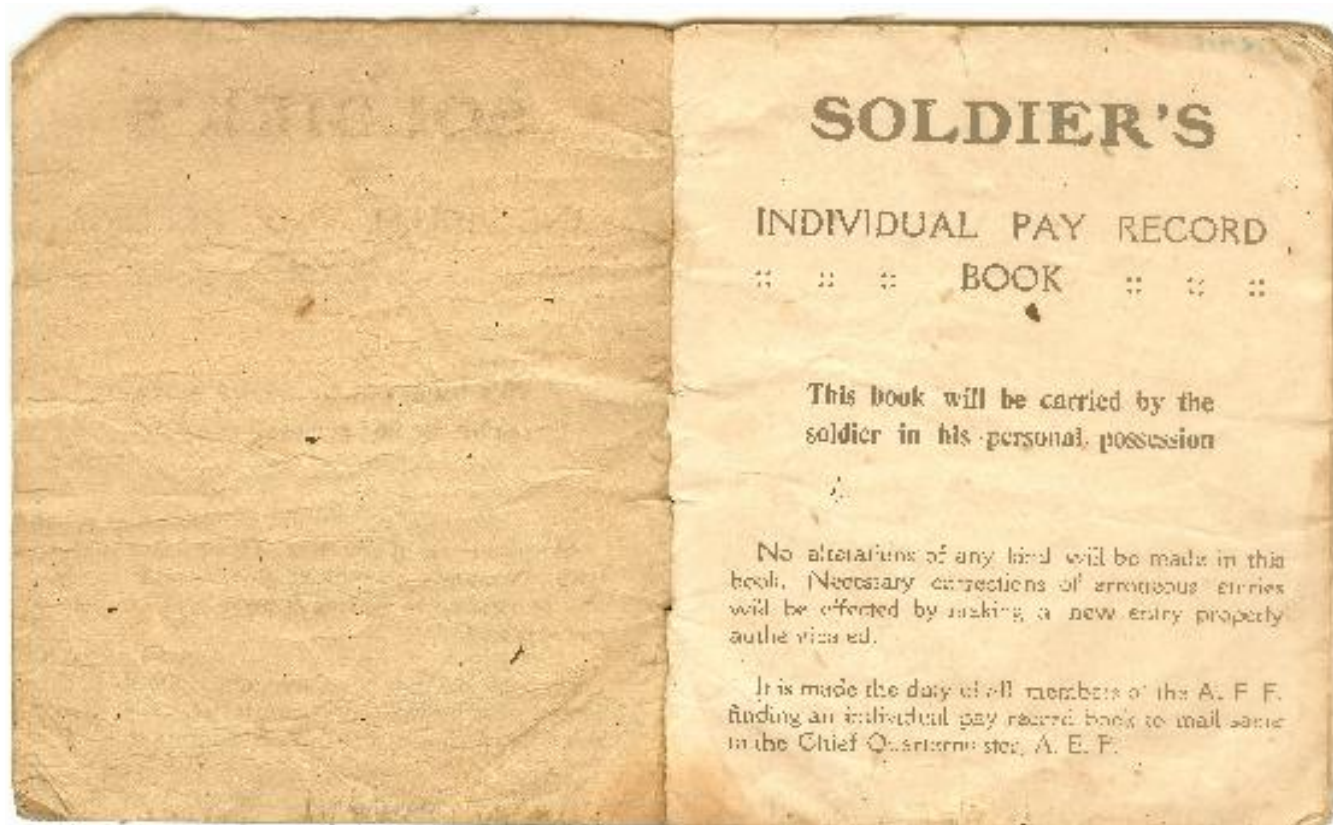 SOLDIER'S
INDIVIDUAL PAY RECORD
:: :: :: BOOK :: :: ::
This book will be carried by the
soldier in his personal possession
No alterations of any kind will be made in this
book. Necessary corrections of erroneous entries
will be effected by making a new entry properly
authenticated.
It is made the duty of all members of the A. E. F.
finding an individual pay record book to mail same
to the Chief Quartermaster, A. E. F.